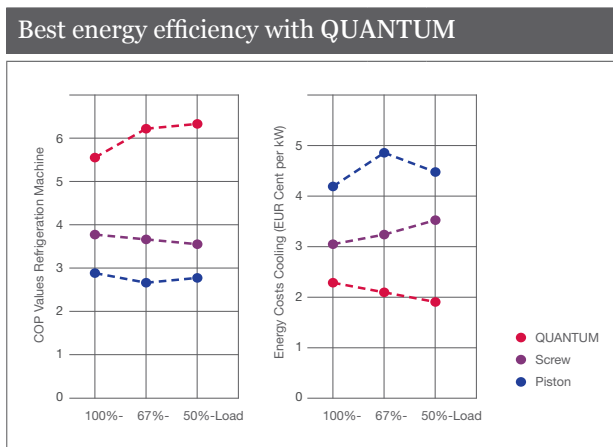 Best energy efficiency with QUANTUM
COP Values Refrigeration Machine
6
5
4
3
2
1
0
100%- 67%- 50%-Load
Energy Costs Cooling (EUR Cent per kW)
5
4
3
2
1
0
100%- 67%- 50%-Load
QUANTUM
Screw
Piston